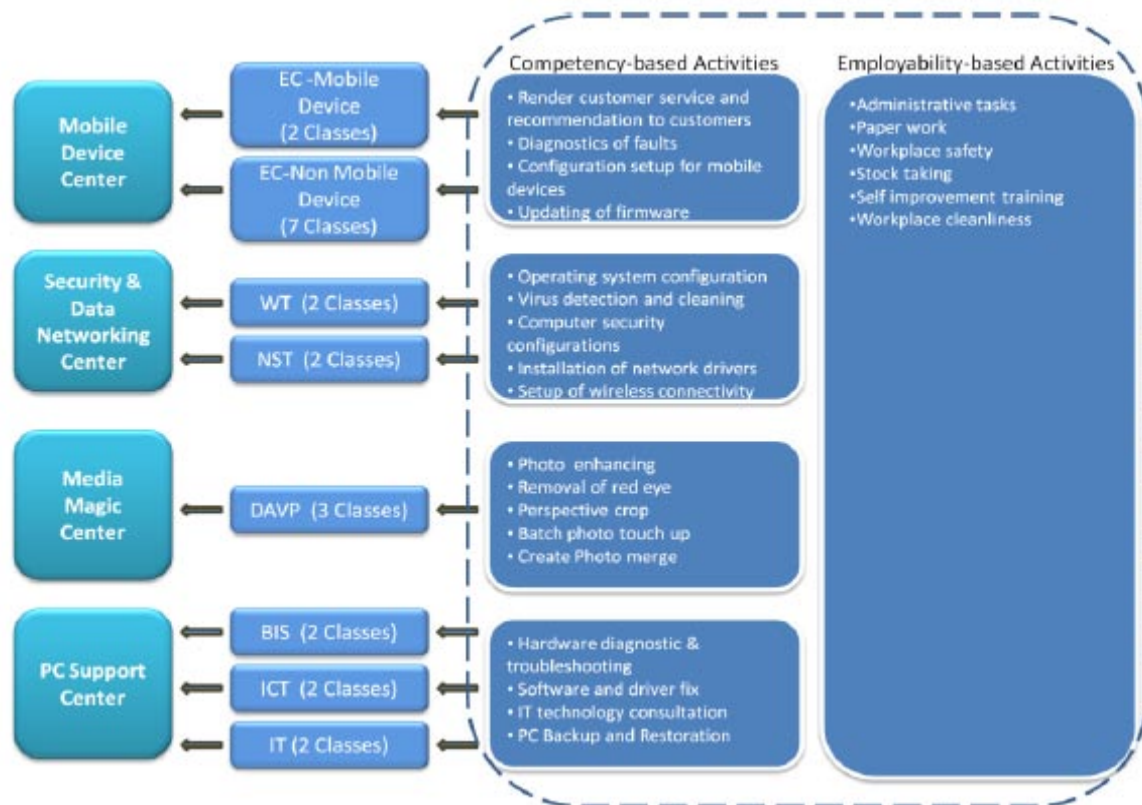 Competency-based Activities
Employability-based Activities
Mobile
Device
Center
EC -Mobile
Device
(2 Classes)
EC-Non Mobile
Device
(7 Classes)
• Render customer service and
recommendation to customers
• Diagnostics of faults
• Configuration setup for mobile
devices
• Updating of firmware
•Administrative tasks
•Paper work
•Workplace safety
•Stock taking
•Self improvement training
•Workplace cleanliness
Security &
Data
Networking
Center
WT (2 Classes)
NST (2 Classes)
• Operating system configuration
• Virus detection and cleaning
• Computer security
configurations
• Installation of network drivers
• Setup of wireless connectivity
Media
Magic
Center
DAVP (3 Classes)
• Photo enhancing
• Removal of red eye
• Perspective crop
• Batch photo touch up
• Create Photo merge
PC Support
Center
BIS (2 Classes)
ICT (2 Classes)
IT (2 Classes)
• Hardware diagnostic &
troubleshooting
• Software and driver fix
• IT technology consultation
• PC Backup and Restoration